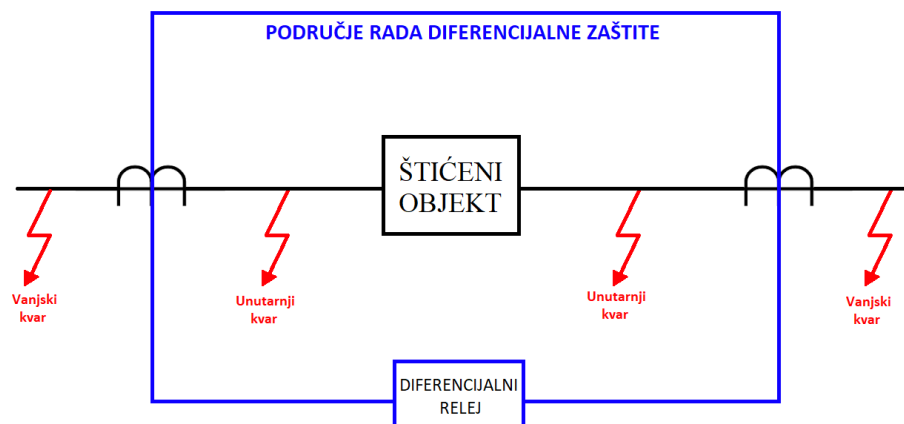 PODRUČJE RADA DIFERENCIJALNE ZAŠTITE
ŠTIĆENI
OBJEKT
Vanjski
kvar
Unutarnji
kvar
Unutarnji
kvar
Vanjski
kvar
DIFERENCIJALNI
RELEJ